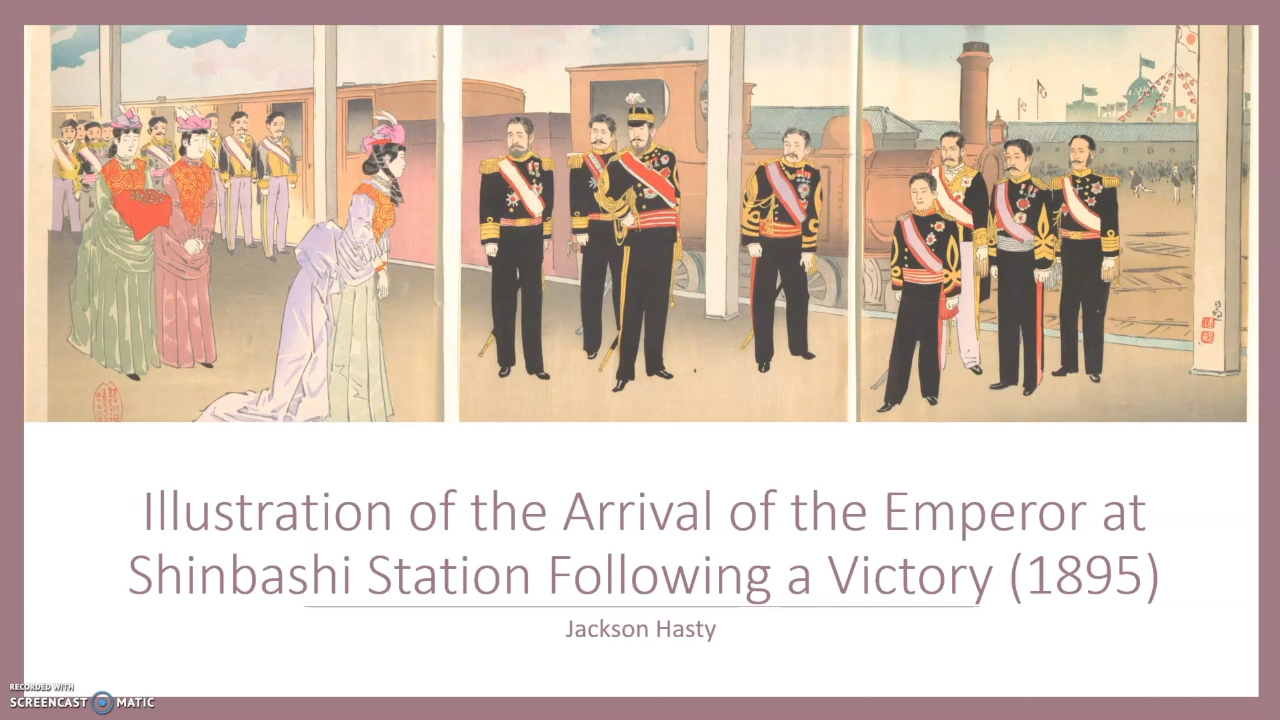 Illustration of the Arrival of the Emperor at
Shinbashi Station Following a Victory (1895)
Jackson Hasty
RECORDED WITH
SCREENCAST MATIC